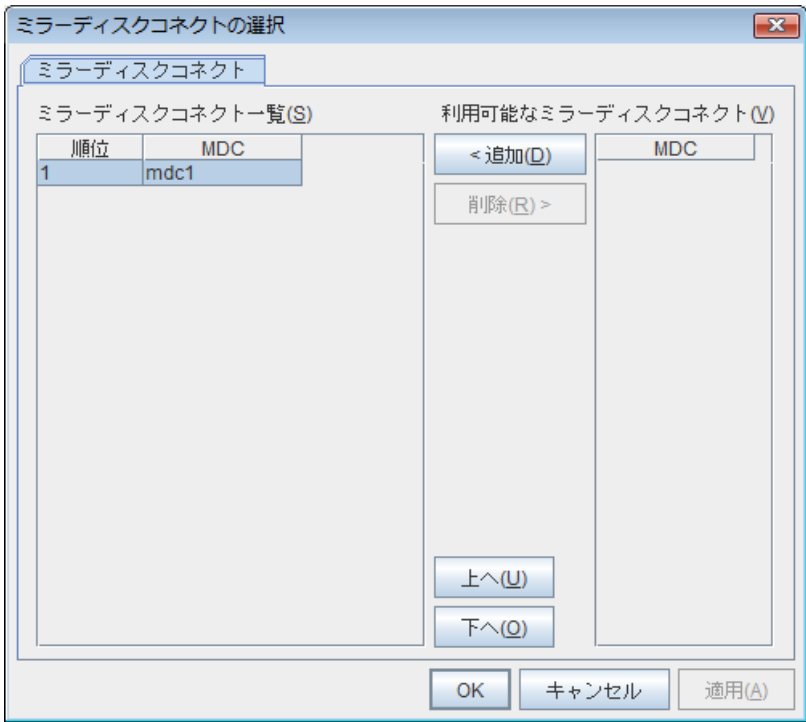 ミラーディスクコネクトの選択
ミラーディスクコネクト
ミラーディスクコネクト一覧(S)
利用可能なミラーディスクコネクト(V)
順位 MDC
1 mdc1
< 追加(D)
削除(R) >
MDC
上へ(U)
下へ(O)
OK キャンセル 適用(A)